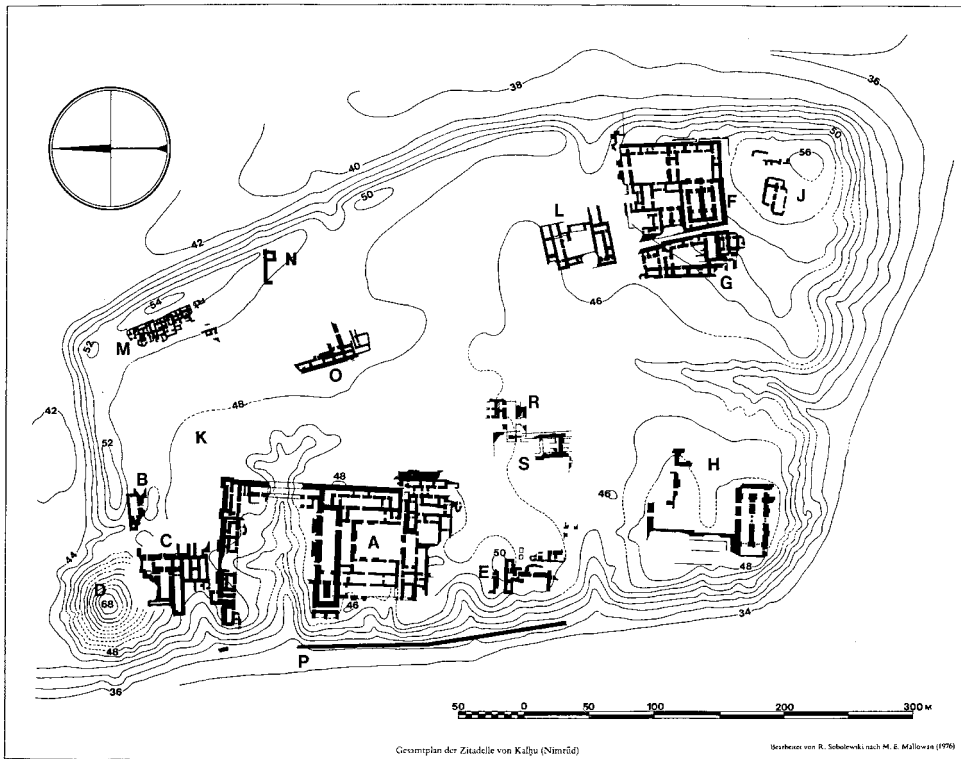 38
36
50
56
40
50
L
F
J
42
N
G
46
54
M
52
O
48
42
R
K
S
52
H
B
48
46
44
C
A
50
E
D
68
48
46
48
34
P
36
50 0 50 100 200 300 M
Gesamtplan der Zitadelle von Kalḫu (Nimrūd)
Bearbeitet von R. Sobolewski nach M. E. Mallowan (1976)